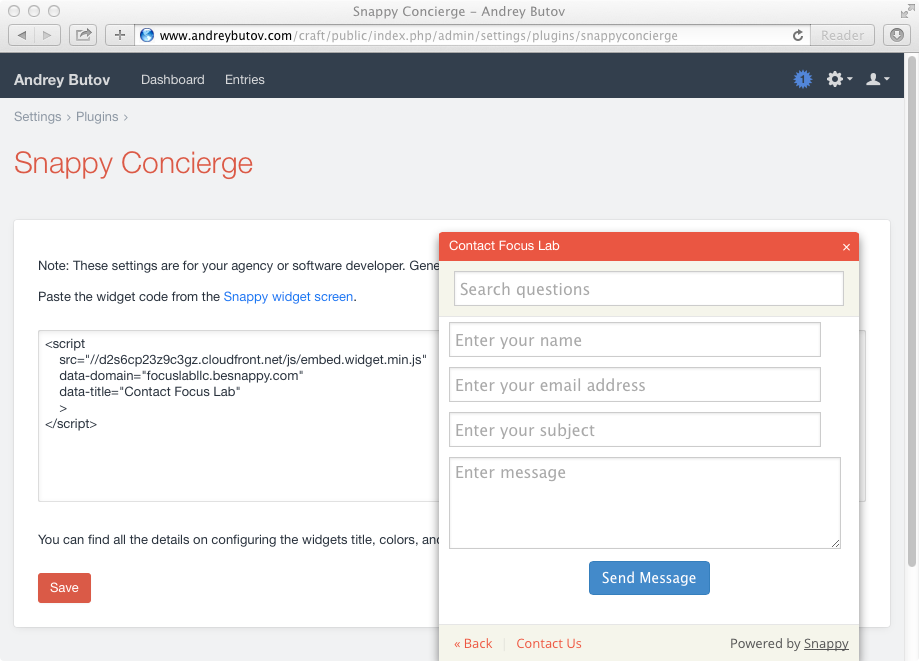 Snappy Concierge – Andrey Butov
www.andreybutov.com/craft/public/index.php/admin/settings/plugins/snappyconcierge
Reader
Andrey Butov Dashboard Entries 1
Settings › Plugins ›
Snappy Concierge
Note: These settings are for your agency or software developer. Gene
Paste the widget code from the Snappy widget screen.
<script
src="//d2s6cp23z9c3gz.cloudfront.net/js/embed.widget.min.js"
data-domain="focuslabllc.besnappy.com"
data-title="Contact Focus Lab"
>
</script>
You can find all the details on configuring the widgets title, colors, and
Save
Contact Focus Lab ×
Search questions
Enter your name
Enter your email address
Enter your subject
Enter message
Send Message
« Back Contact Us Powered by Snappy